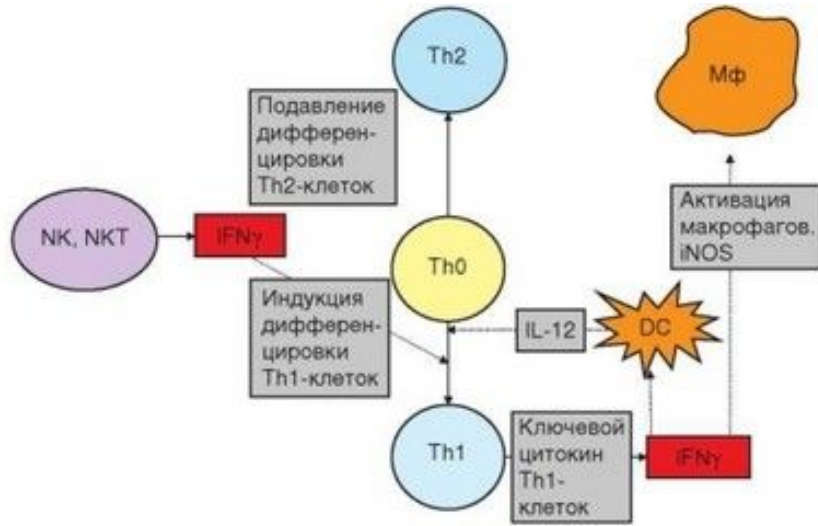 Th2
Мф
Подавление
дифферен-
цировки
Th2-клеток
Активация
макрофагов.
iNOS
NK, NKT
IFNγ
Th0
Индукция
дифферен-
цировки
Th1-клеток
IL-12
DC
Th1
Ключевой
цитокин
Th1-
клеток
IFNγ